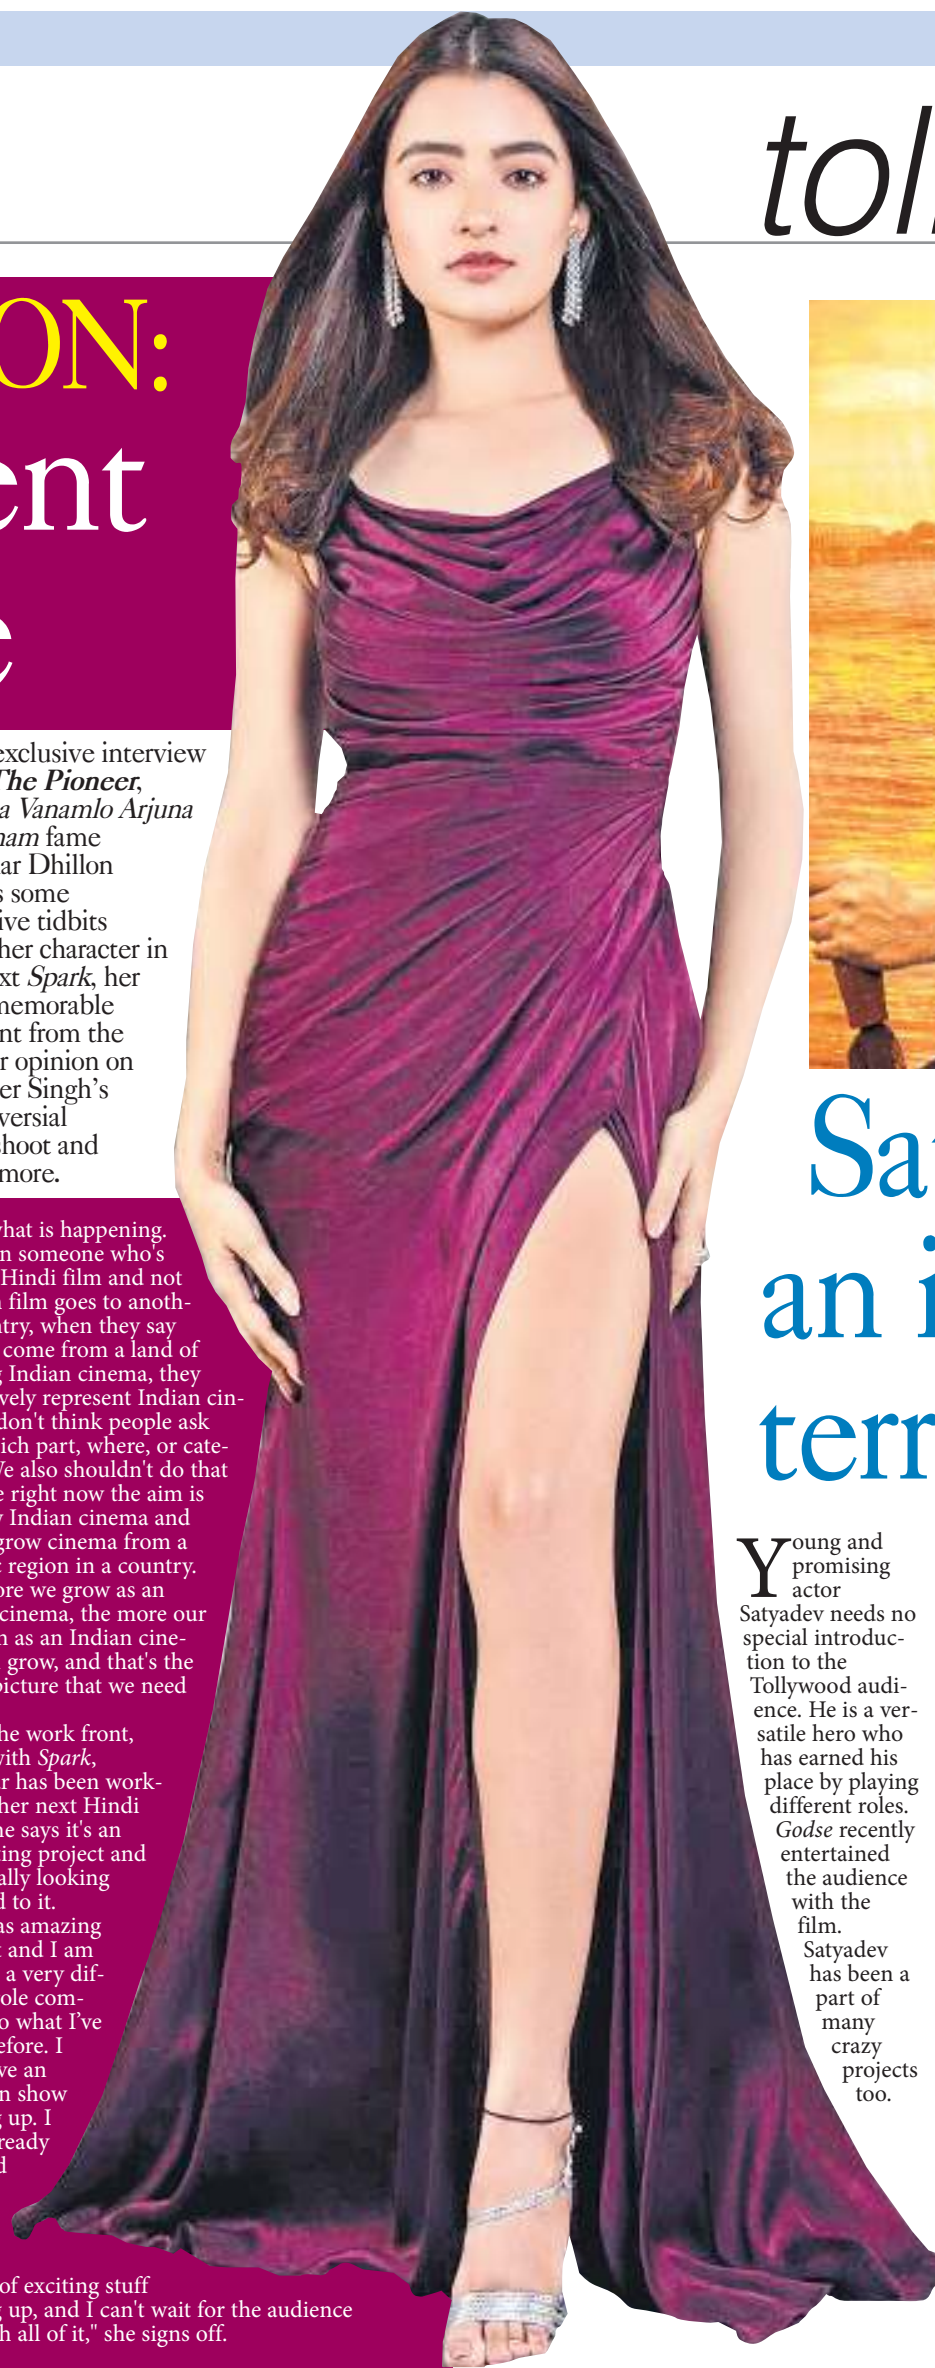 toll
ON:
ent
e
exclusive interview
The Pioneer,
a Vanamlo Arjuna
nam fame
ar Dhillon
s some
ive tidbits
her character in
xt Spark, her
memorable
nt from the
r opinion on
er Singh's
versial
shoot and
more.
what is happening.
n someone who's
Hindi film and not
film goes to anoth-
ntry, when they say
come from a land of
g Indian cinema, they
vely represent Indian cin-
don't think people ask
ich part, where, or cate-
We also shouldn't do that
e right now the aim is
y Indian cinema and
grow cinema from a
c region in a country.
ore we grow as an
cinema, the more our
n as an Indian cine-
grow, and that's the
picture that we need
he work front,
with Spark,
r has been work-
her next Hindi
he says it's an
ting project and
ally looking
d to it.
as amazing
t and I am
a very dif-
ole com-
o what I've
efore. I
ve an
n show
g up. I
ready
d
of exciting stuff
g up, and I can't wait for the audience
h all of it," she signs off.
Sat
an i
terr
Young and
promising
actor
Satyadev needs no
special introduc-
tion to the
Tollywood audi-
ence. He is a ver-
satile hero who
has earned his
place by playing
different roles.
Godse recently
entertained
the audience
with the
film.
Satyadev
has been a
part of
many
crazy
projects
too.